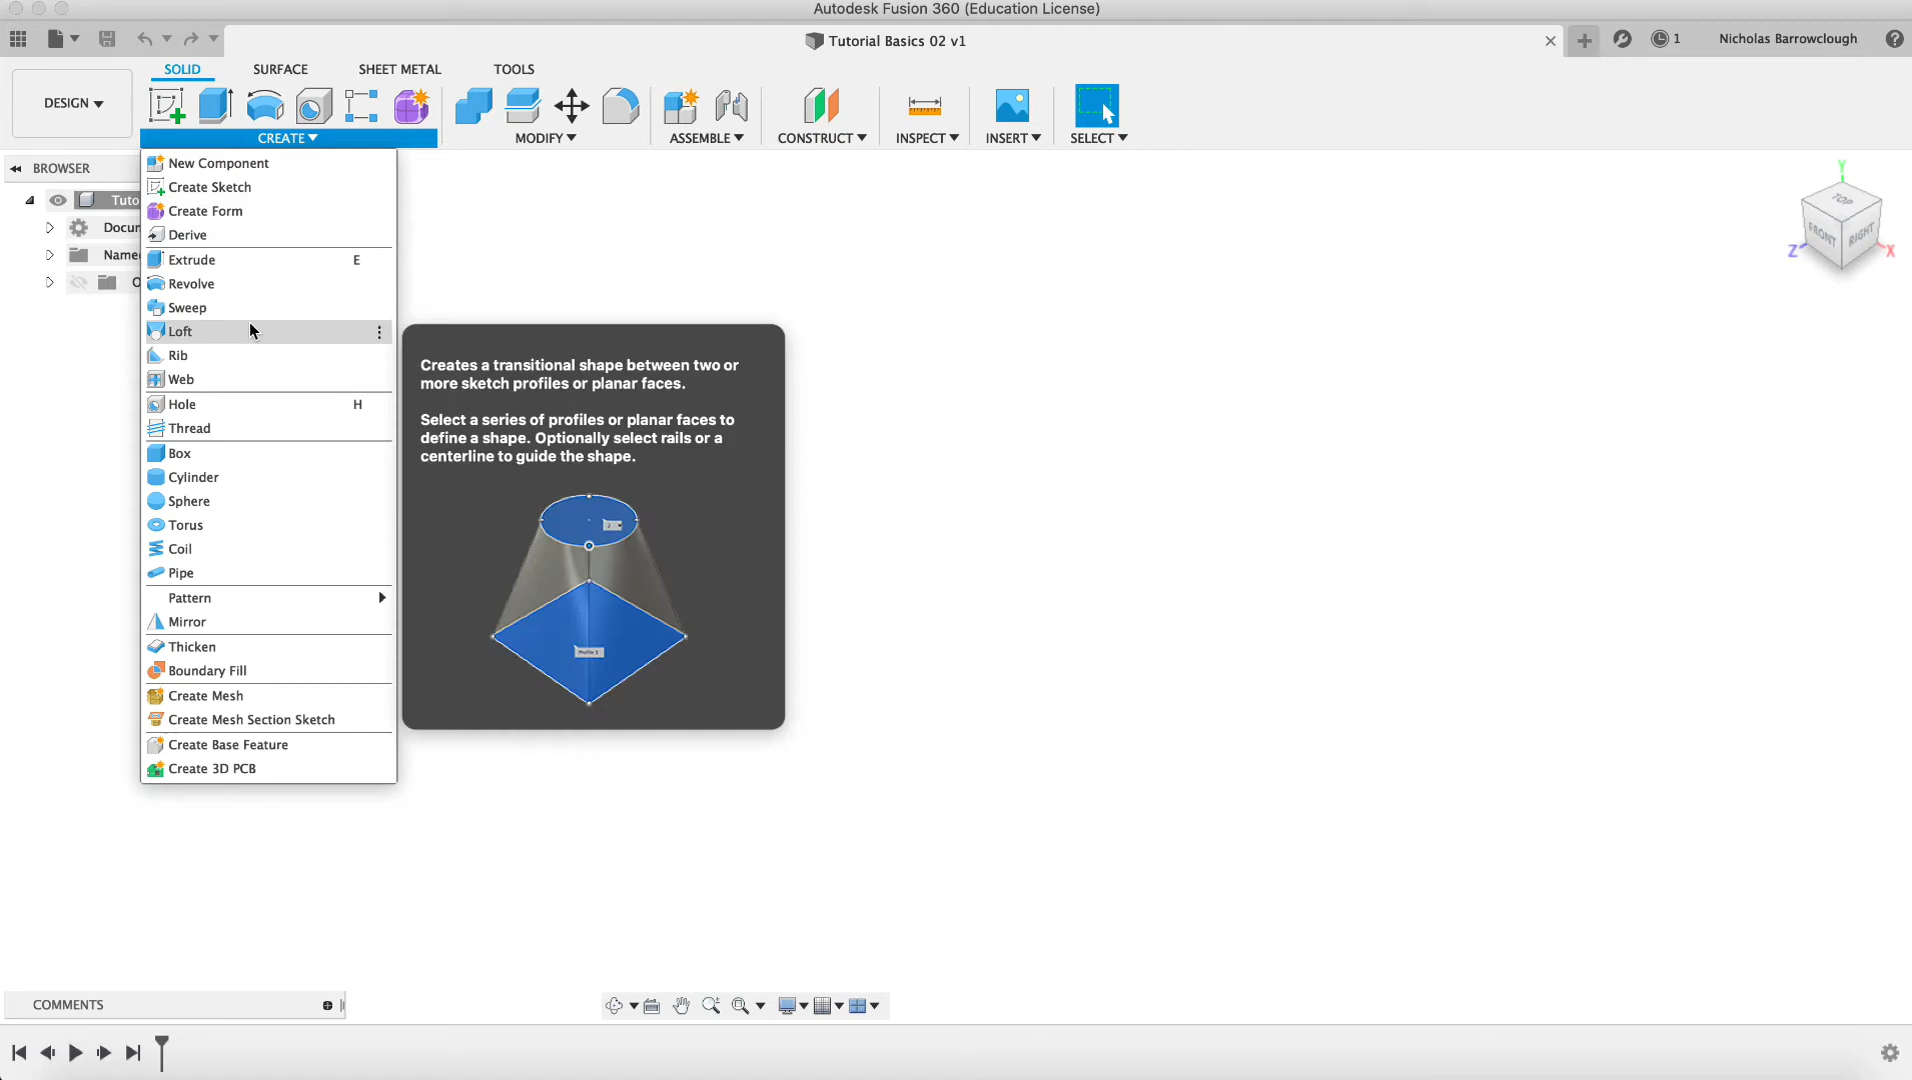 Autodesk Fusion 360 (Education License)
Tutorial Basics 02 v1
1
Nicholas Barrowclough
SOLID
SURFACE
SHEET METAL
TOOLS
DESIGN
CREATE
MODIFY
ASSEMBLE
CONSTRUCT
INSPECT
INSERT
SELECT
BROWSER
Tuto
Docu
Name
O
New Component
Create Sketch
Create Form
Derive
Extrude E
Revolve
Sweep
Loft
Rib
Web
Hole H
Thread
Box
Cylinder
Sphere
Torus
Coil
Pipe
Pattern
Mirror
Thicken
Boundary Fill
Create Mesh
Create Mesh Section Sketch
Create Base Feature
Create 3D PCB
Creates a transitional shape between two or
more sketch profiles or planar faces.
Select a series of profiles or planar faces to
define a shape. Optionally select rails or a
centerline to guide the shape.
Y
TOP
FRONT
RIGHT
Z
X
COMMENTS